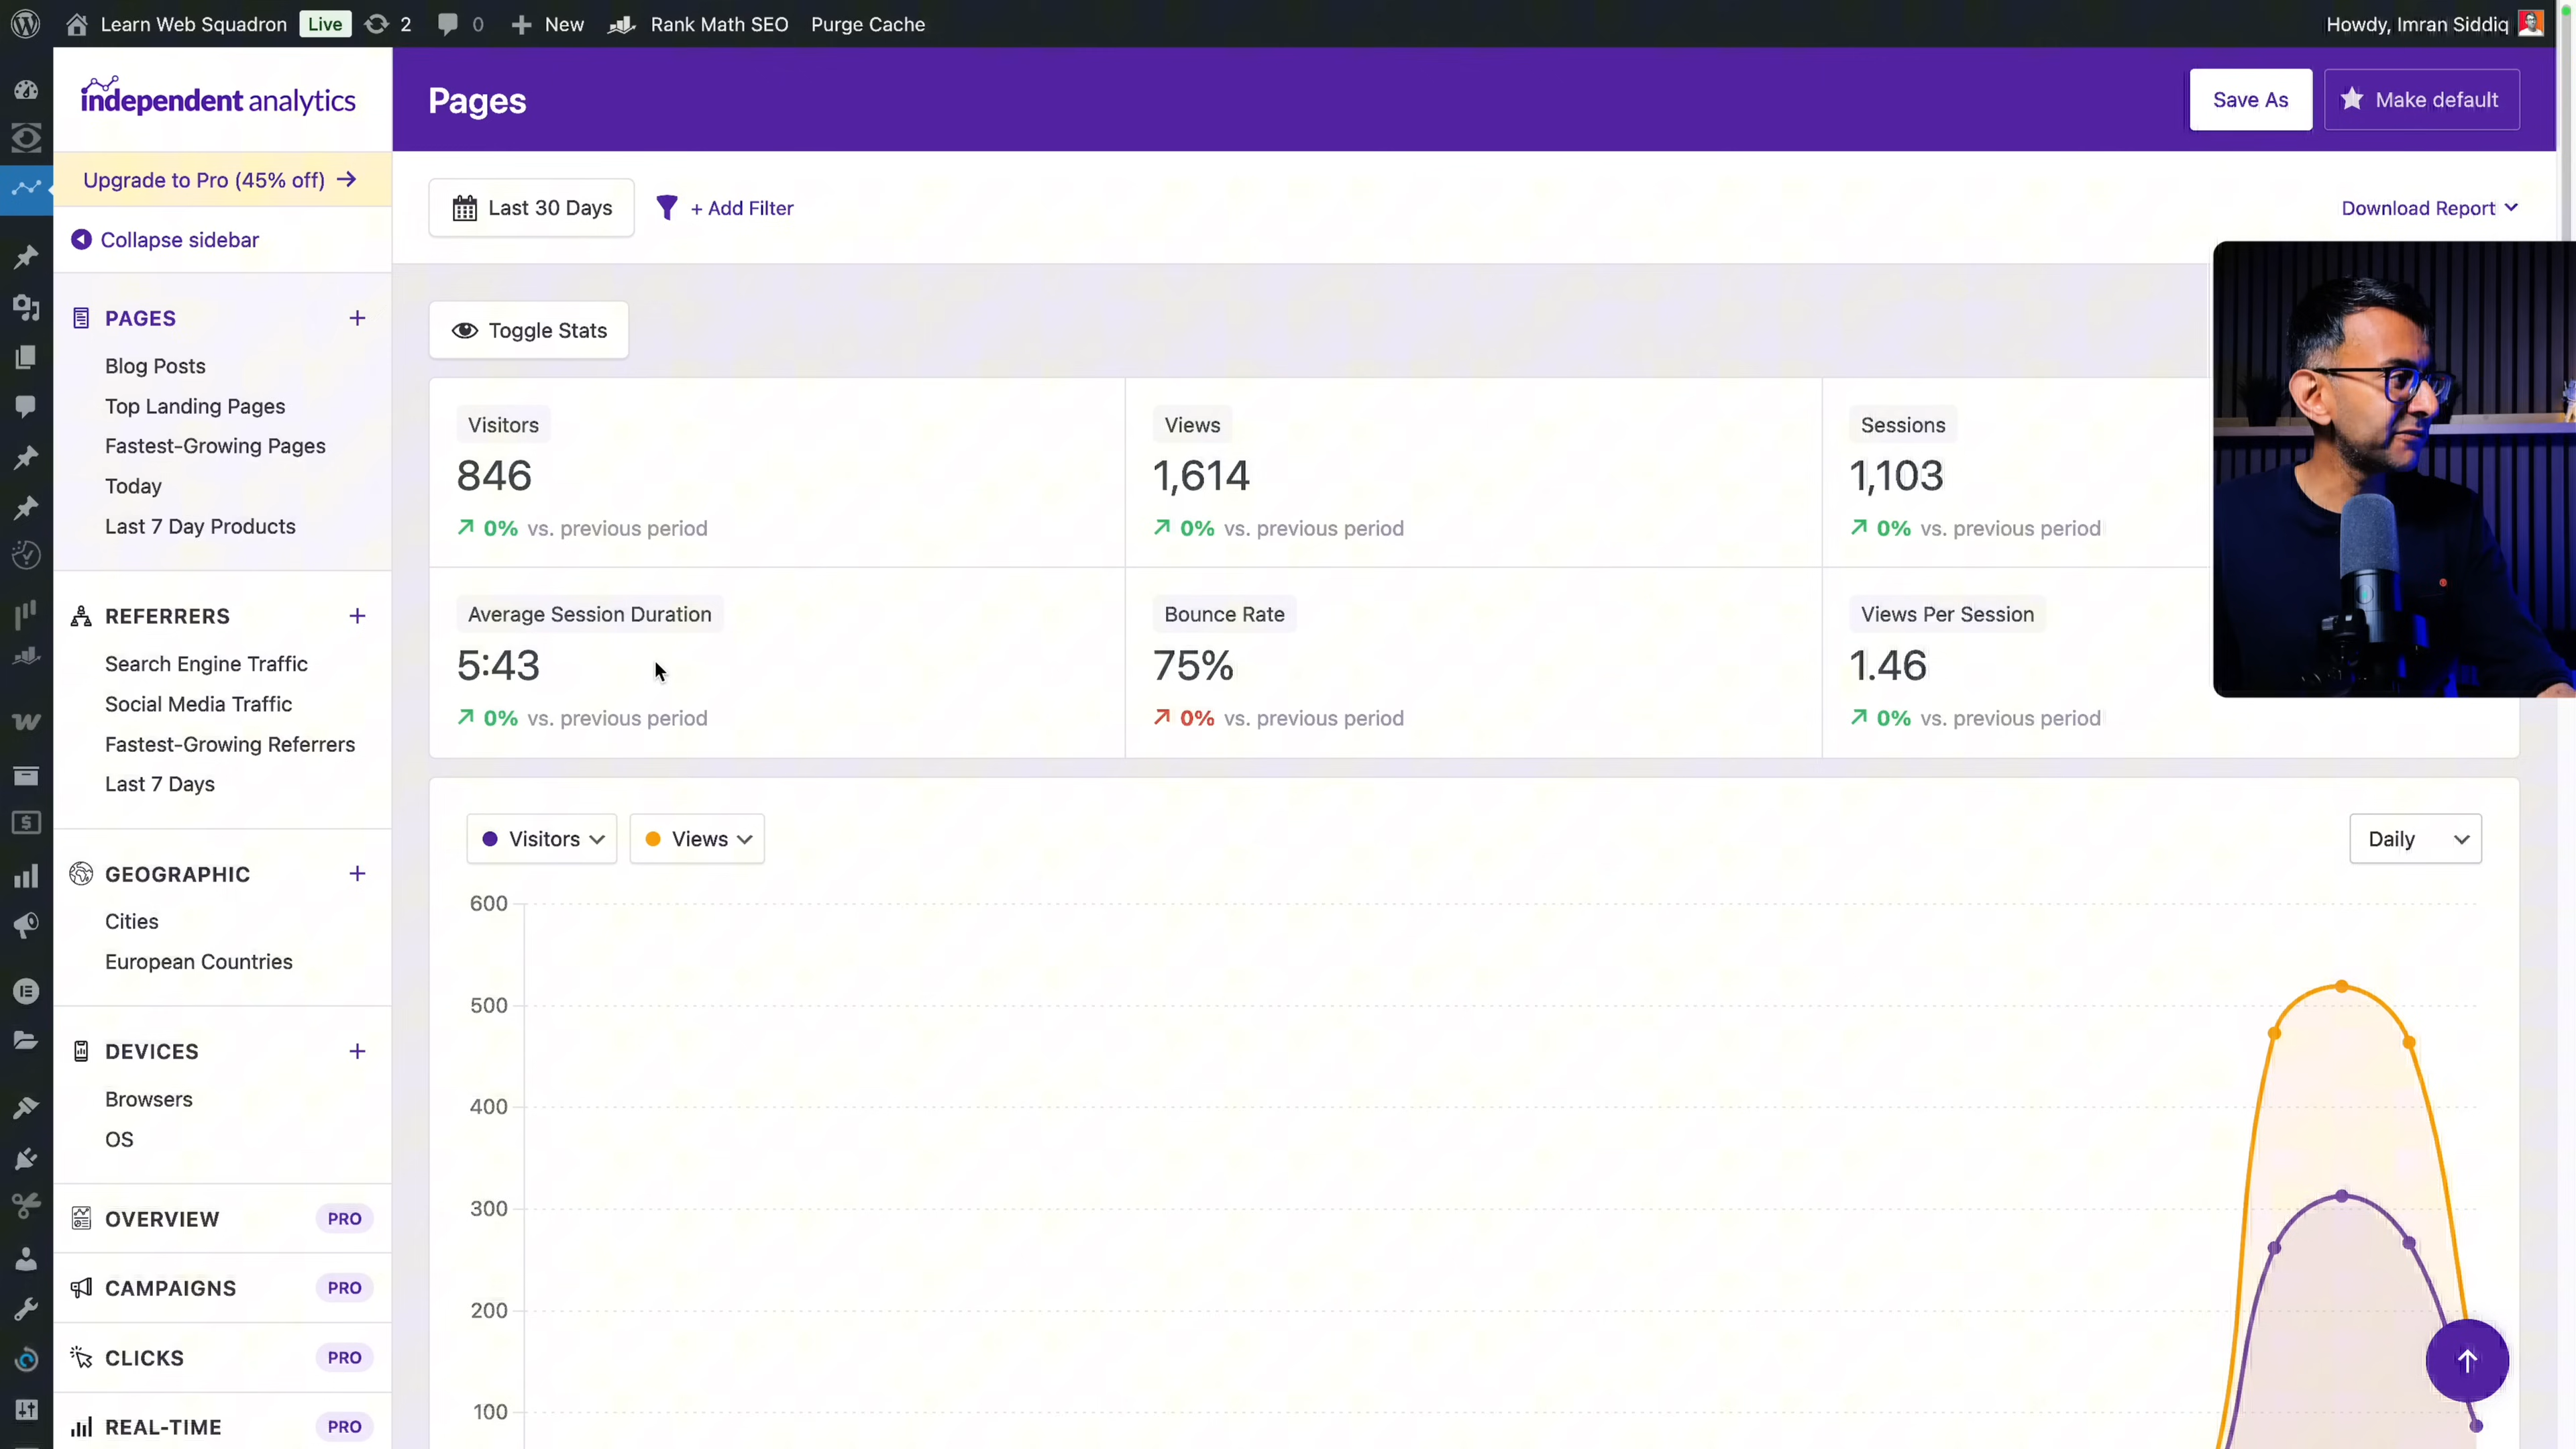 Learn Web Squadron Live 2 0 New Rank Math SEO Purge Cache Howdy, Imran Siddiq
independent analytics
Pages
Save As
Make default
Upgrade to Pro (45% off)
Last 30 Days
+ Add Filter
Download Report
Collapse sidebar
PAGES
Blog Posts
Top Landing Pages
Fastest-Growing Pages
Today
Last 7 Day Products
REFERRERS
Search Engine Traffic
Social Media Traffic
Fastest-Growing Referrers
Last 7 Days
GEOGRAPHIC
Cities
European Countries
DEVICES
Browsers
OS
OVERVIEW PRO
CAMPAIGNS PRO
CLICKS PRO
REAL-TIME PRO
Toggle Stats
Visitors
846
0% vs. previous period
Views
1,614
0% vs. previous period
Sessions
1,103
0% vs. previous period
Average Session Duration
5:43
0% vs. previous period
Bounce Rate
75%
0% vs. previous period
Views Per Session
1.46
0% vs. previous period
Visitors
Views
Daily
600
500
400
300
200
100